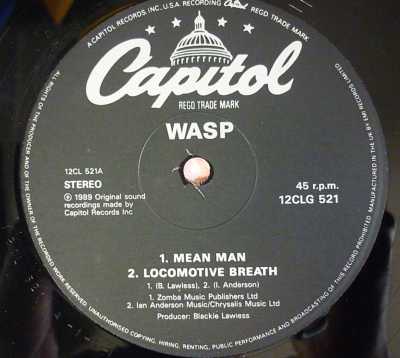 A CAPITOL RECORDS, INC. U.S.A. RECORDING
REGD TRADE MARK
Capitol
REGD TRADE MARK
WASP
12CL 521A
STEREO
℗ 1989 Original sound
recordings made by
Capitol Records Inc
45 r.p.m.
12CLG 521
1. MEAN MAN
2. LOCOMOTIVE BREATH
1. (B. Lawless), 2. (I. Anderson)
1. Zomba Music Publishers Ltd
2. Ian Anderson Music/Chrysalis Music Ltd
Producer: Blackie Lawless
ALL RIGHTS OF THE PRODUCER AND OF THE OWNER OF THE RECORDED WORK RESERVED. UNAUTHORISED COPYING, HIRING, RENTING, PUBLIC PERFORMANCE AND BROADCASTING OF THIS RECORD PROHIBITED.
MANUFACTURED IN THE UK BY EMI RECORDS LIMITED